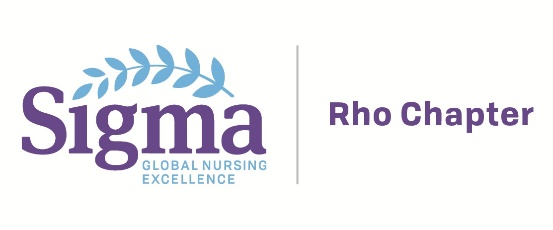 Sigma
GLOBAL NURSING
EXCELLENCE
Rho Chapter